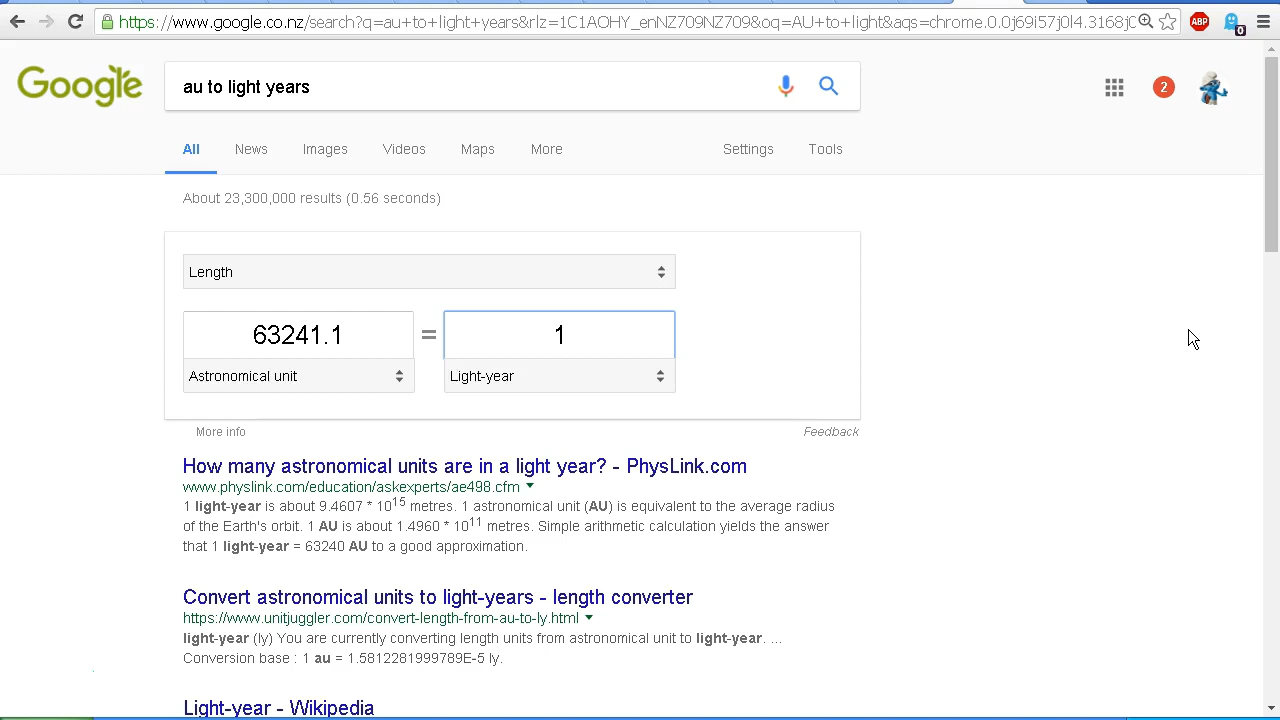 https://www.google.co.nz/search?q=au+to+light+years&rlz=1C1AOHY_enNZ709NZ709&oq=AU+to+light&aqs=chrome.0.0j69i57j0l4.3168j0
ABP
0
Google
au to light years
2
All News Images Videos Maps More Settings Tools
About 23,300,000 results (0.56 seconds)
Length
63241.1 = 1
Astronomical unit Light-year
More info Feedback
How many astronomical units are in a light year? - PhysLink.com
www.physlink.com/education/askexperts/ae498.cfm
1 light-year is about 9.4607 * 10¹⁵ metres. 1 astronomical unit (AU) is equivalent to the average radius
of the Earth's orbit. 1 AU is about 1.4960 * 10¹¹ metres. Simple arithmetic calculation yields the answer
that 1 light-year = 63240 AU to a good approximation.
Convert astronomical units to light-years - length converter
https://www.unitjuggler.com/convert-length-from-au-to-ly.html
light-year (ly) You are currently converting length units from astronomical unit to light-year. ...
Conversion base : 1 au = 1.5812281999789E-5 ly.
Light-year - Wikipedia